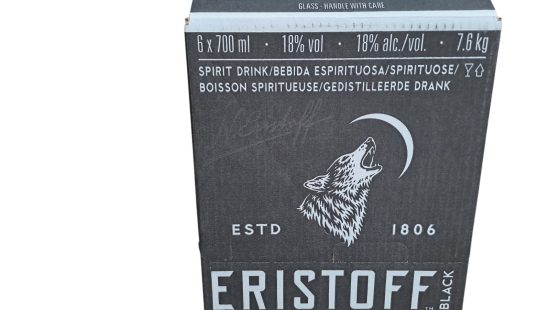 GLASS - HANDLE WITH CARE
6 x 700 ml · 18% vol · 18% alc./vol. · 7.6 kg
SPIRIT DRINK/BEBIDA ESPIRITUOSA/SPIRITUOSE/
BOISSON SPIRITUEUSE/GEDISTILLEERDE DRANK
N. Eristoff
ESTD 1806
ERISTOFF
BLACK